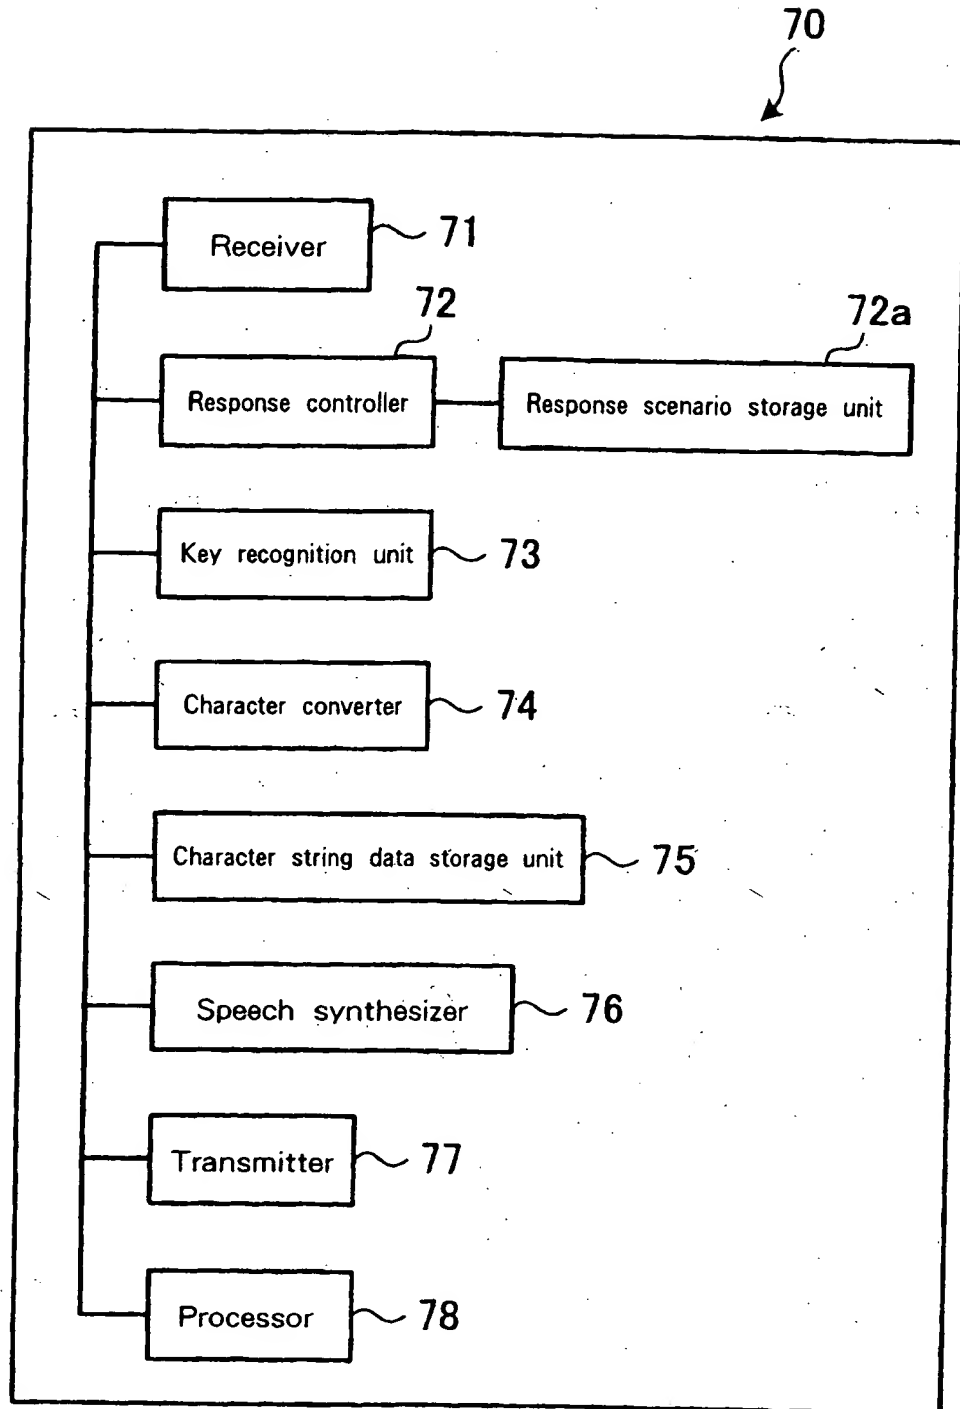 70
Receiver 71
72 72a
Response controller Response scenario storage unit
Key recognition unit 73
Character converter 74
Character string data storage unit 75
Speech synthesizer 76
Transmitter 77
Processor 78